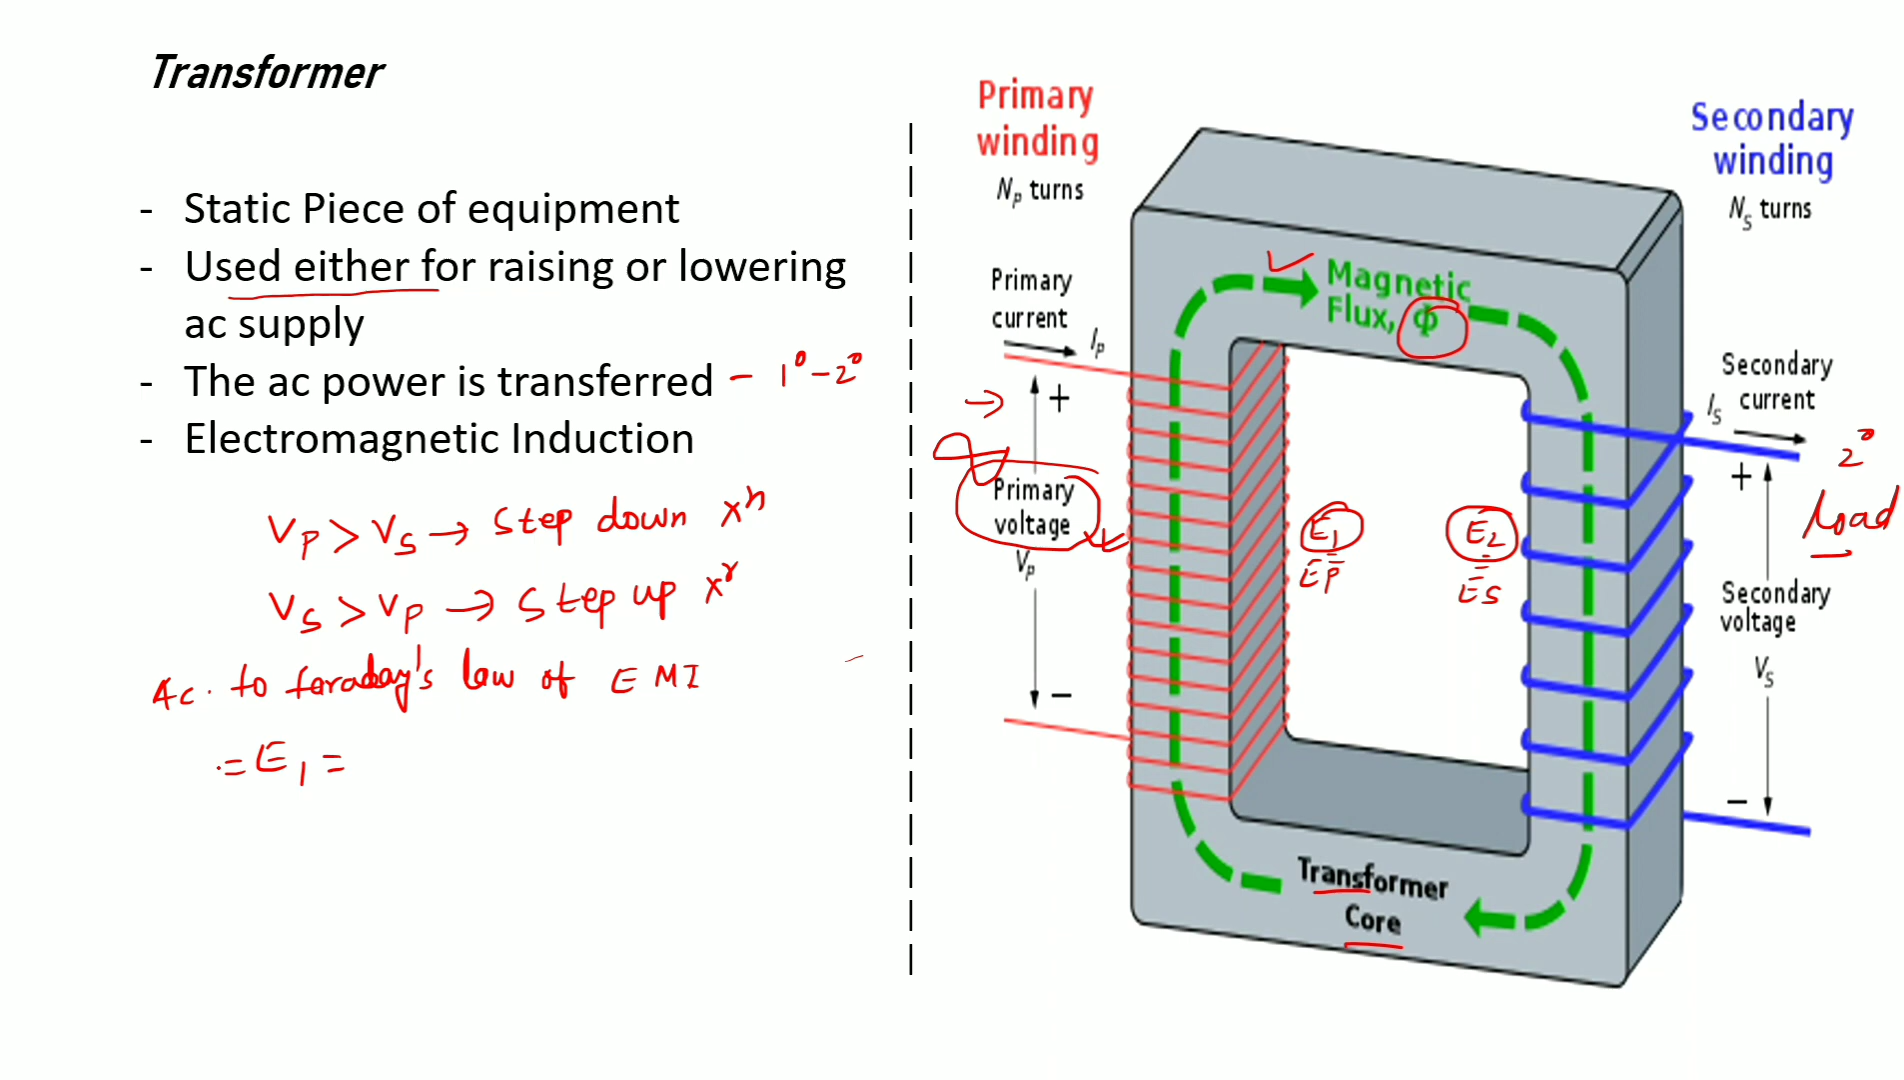 Transformer
- Static Piece of equipment
- Used either for raising or lowering
ac supply
- The ac power is transferred - 1° - 2°
- Electromagnetic Induction
Vp > Vs → Step down xʳ
Vs > Vp → Step up xʳ
Ac. to faraday's law of EMI
= E₁ =
Primary
winding
Nₚ turns
Primary
current
Iₚ
+
Primary
voltage
Vₚ
−
Magnetic
Flux, Φ
E₁
Ep
E₂
Es
Transformer
Core
Secondary
winding
Nₛ turns
Secondary
Iₛ current
2°
load
+
Secondary
voltage
Vₛ
−